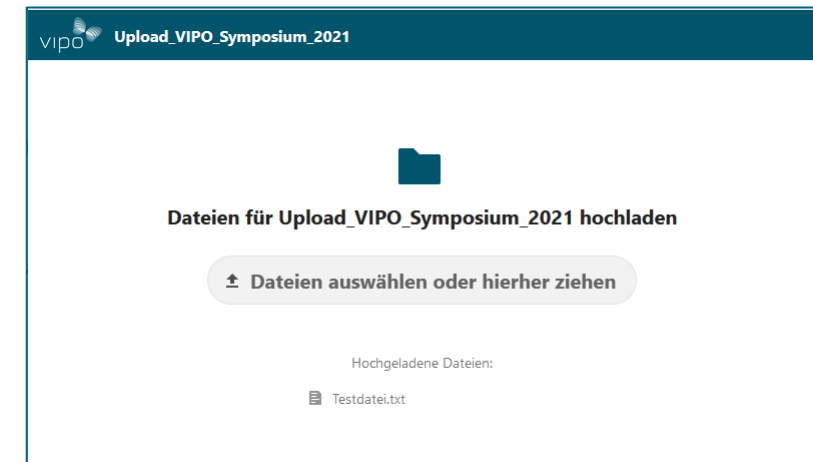 vipo Upload_VIPO_Symposium_2021
Dateien für Upload_VIPO_Symposium_2021 hochladen
Dateien auswählen oder hierher ziehen
Hochgeladene Dateien:
Testdatei.txt